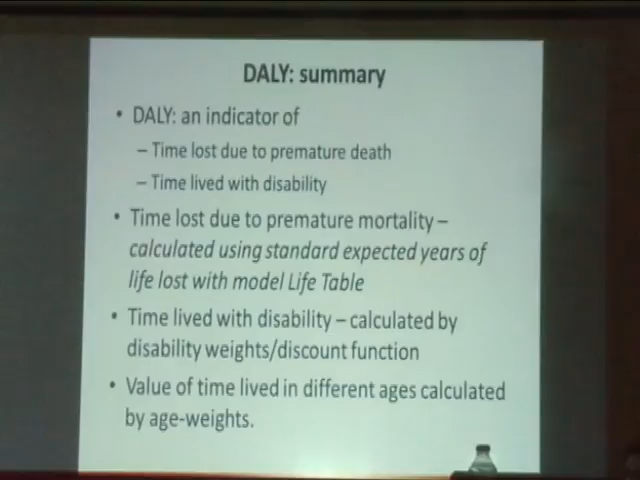 DALY: summary
• DALY: an indicator of
– Time lost due to premature death
– Time lived with disability
• Time lost due to premature mortality –
calculated using standard expected years of
life lost with model Life Table
• Time lived with disability – calculated by
disability weights/discount function
• Value of time lived in different ages calculated
by age-weights.